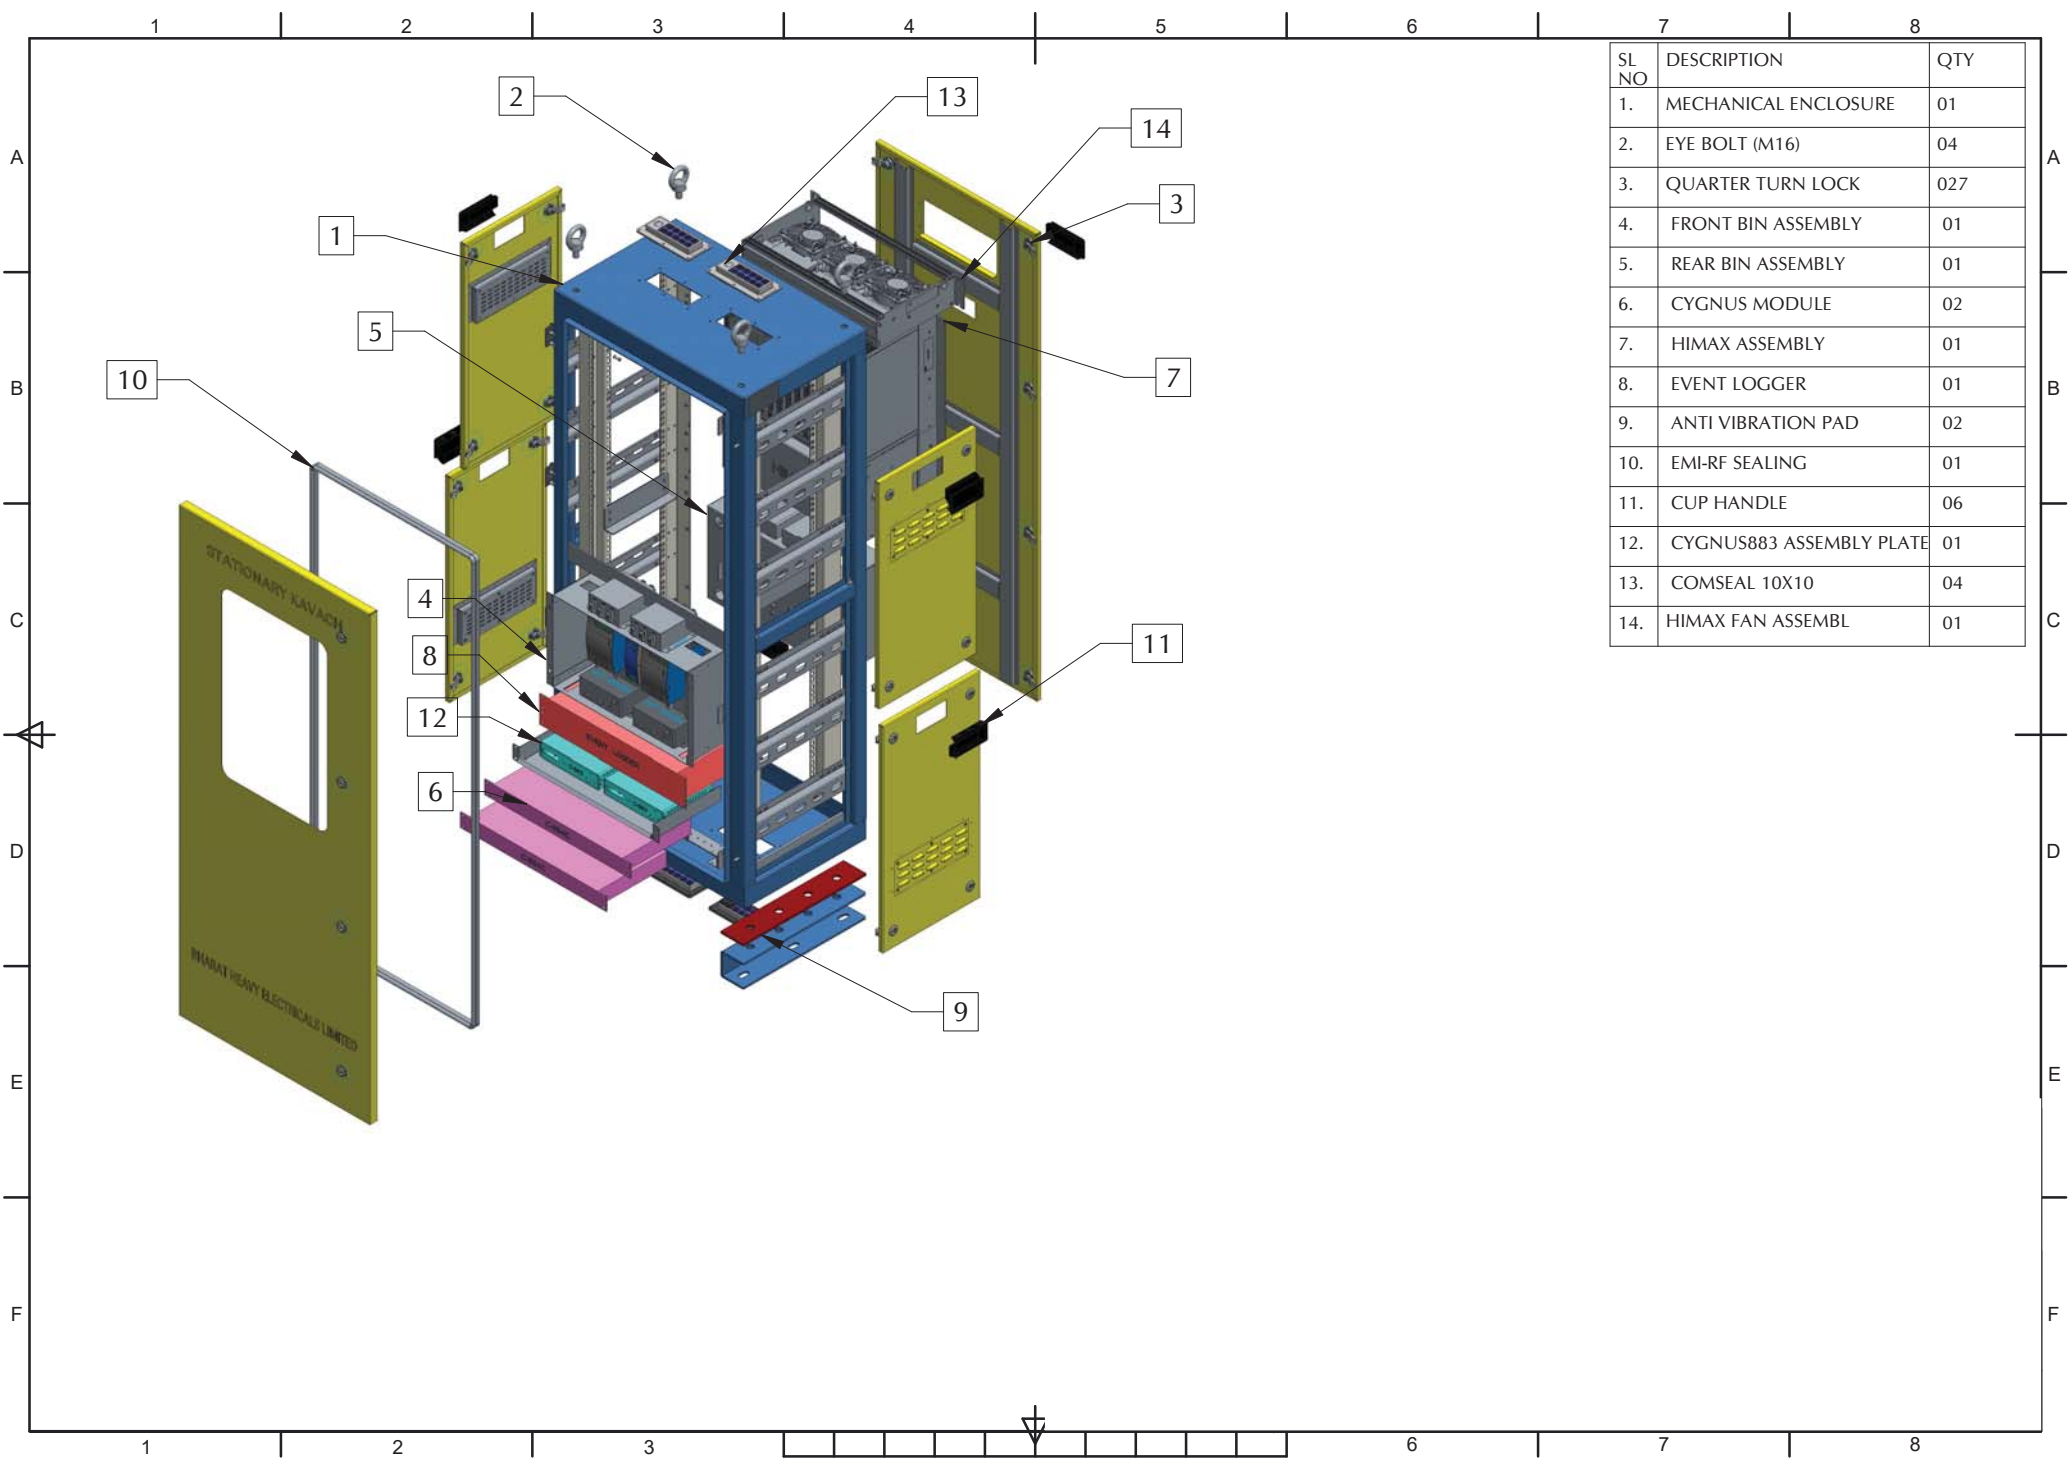 1 2 3 4 5 6 7 8
SL NO DESCRIPTION QTY
1. MECHANICAL ENCLOSURE 01
2. EYE BOLT (M16) 04
3. QUARTER TURN LOCK 027
4. FRONT BIN ASSEMBLY 01
5. REAR BIN ASSEMBLY 01
6. CYGNUS MODULE 02
7. HIMAX ASSEMBLY 01
8. EVENT LOGGER 01
9. ANTI VIBRATION PAD 02
10. EMI-RF SEALING 01
11. CUP HANDLE 06
12. CYGNUS883 ASSEMBLY PLATE 01
13. COMSEAL 10X10 04
14. HIMAX FAN ASSEMBL 01
2
13
14
A A
3
1
5
7
B B
10
STATIONARY KAVACH
4
C C
11
8
12
EVENT LOGGER
6
D D
BHARAT HEAVY ELECTRICALS LIMITED
9
E E
F F
1 2 3 6 7 8